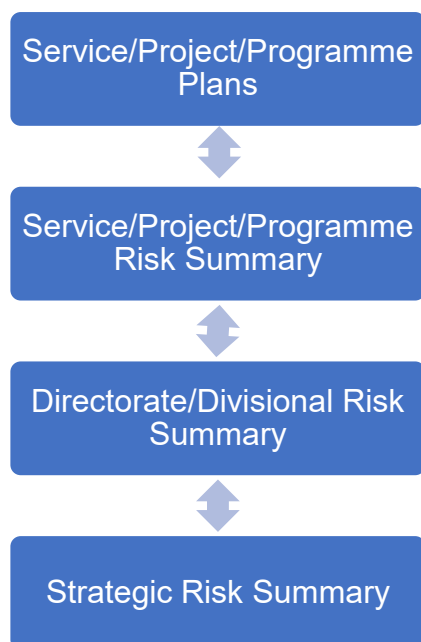 Service/Project/Programme
Plans
Service/Project/Programme
Risk Summary
Directorate/Divisional Risk
Summary
Strategic Risk Summary